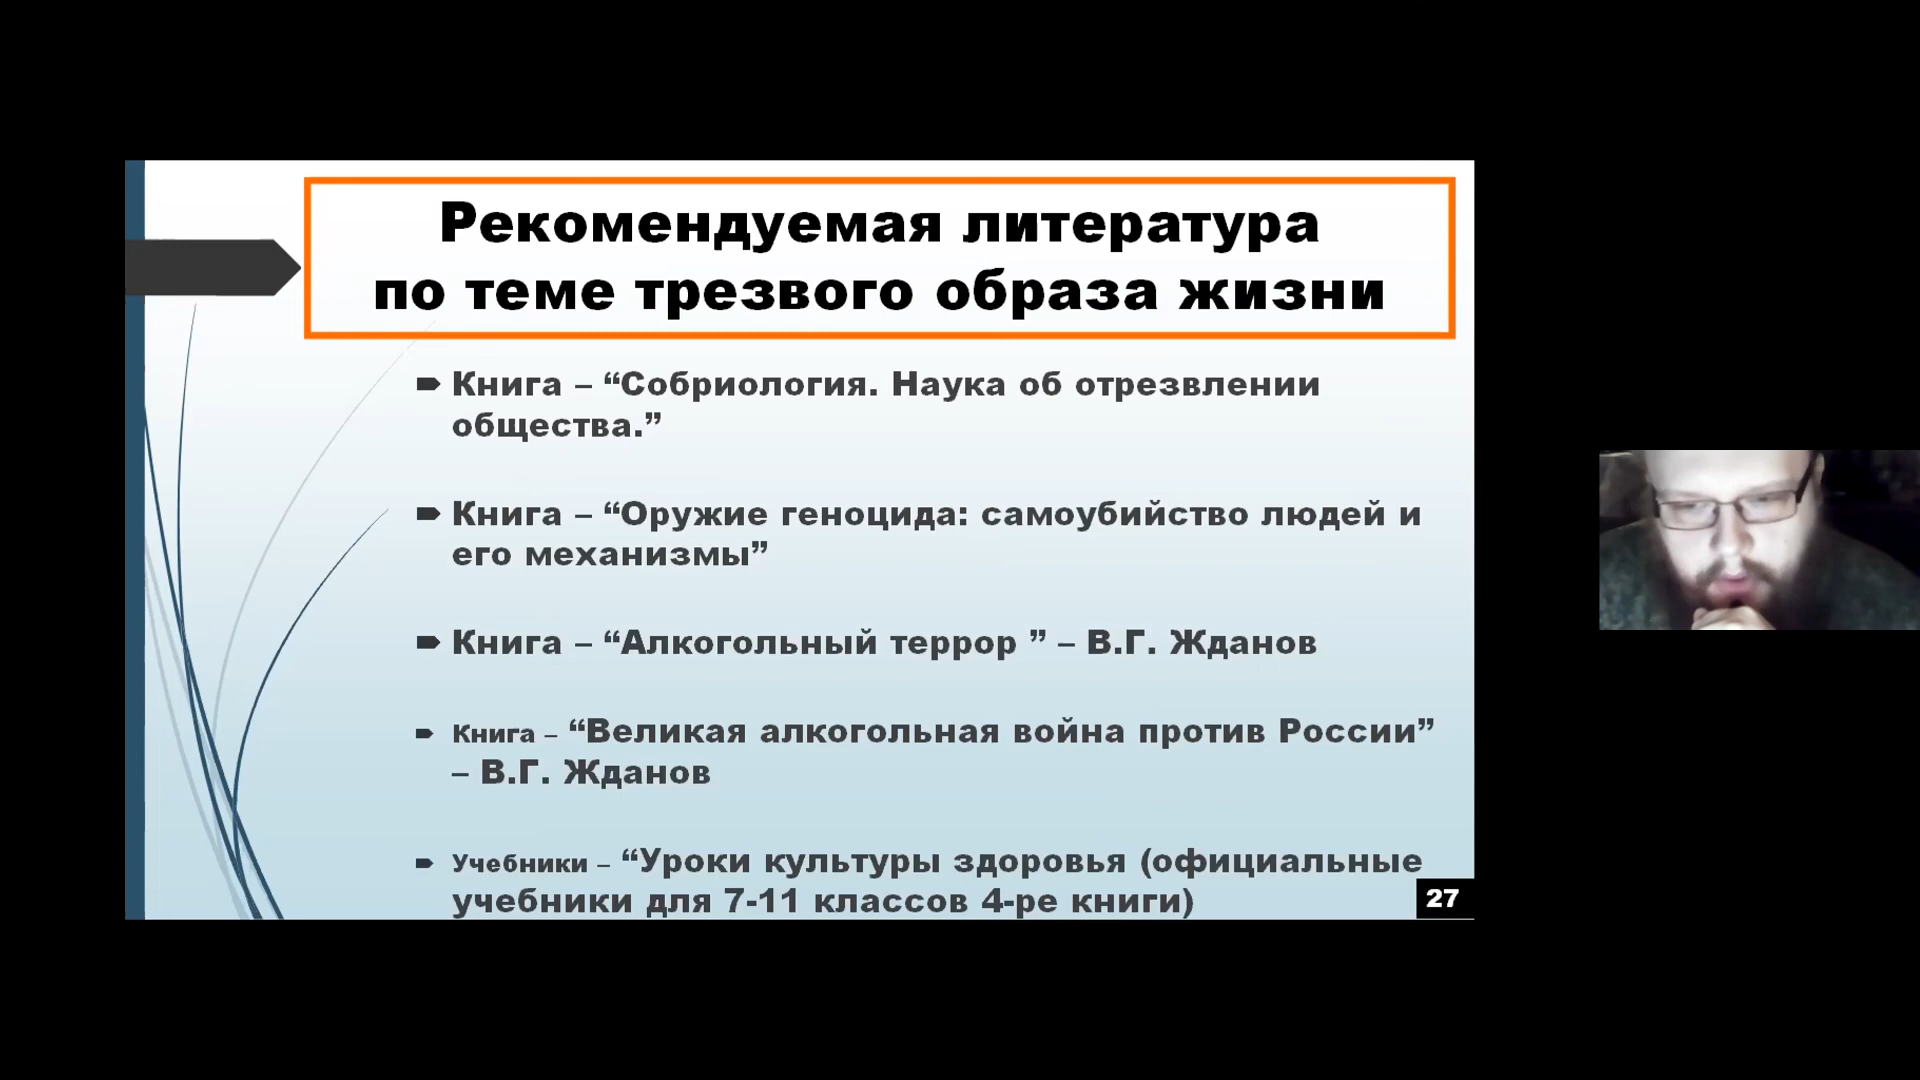 Рекомендуемая литература
по теме трезвого образа жизни
Книга – “Собриология. Наука об отрезвлении
общества.”
Книга – “Оружие геноцида: самоубийство людей и
его механизмы”
Книга – “Алкогольный террор ” – В.Г. Жданов
Книга – “Великая алкогольная война против России”
– В.Г. Жданов
Учебники – “Уроки культуры здоровья (официальные
учебники для 7-11 классов 4-ре книги)
27